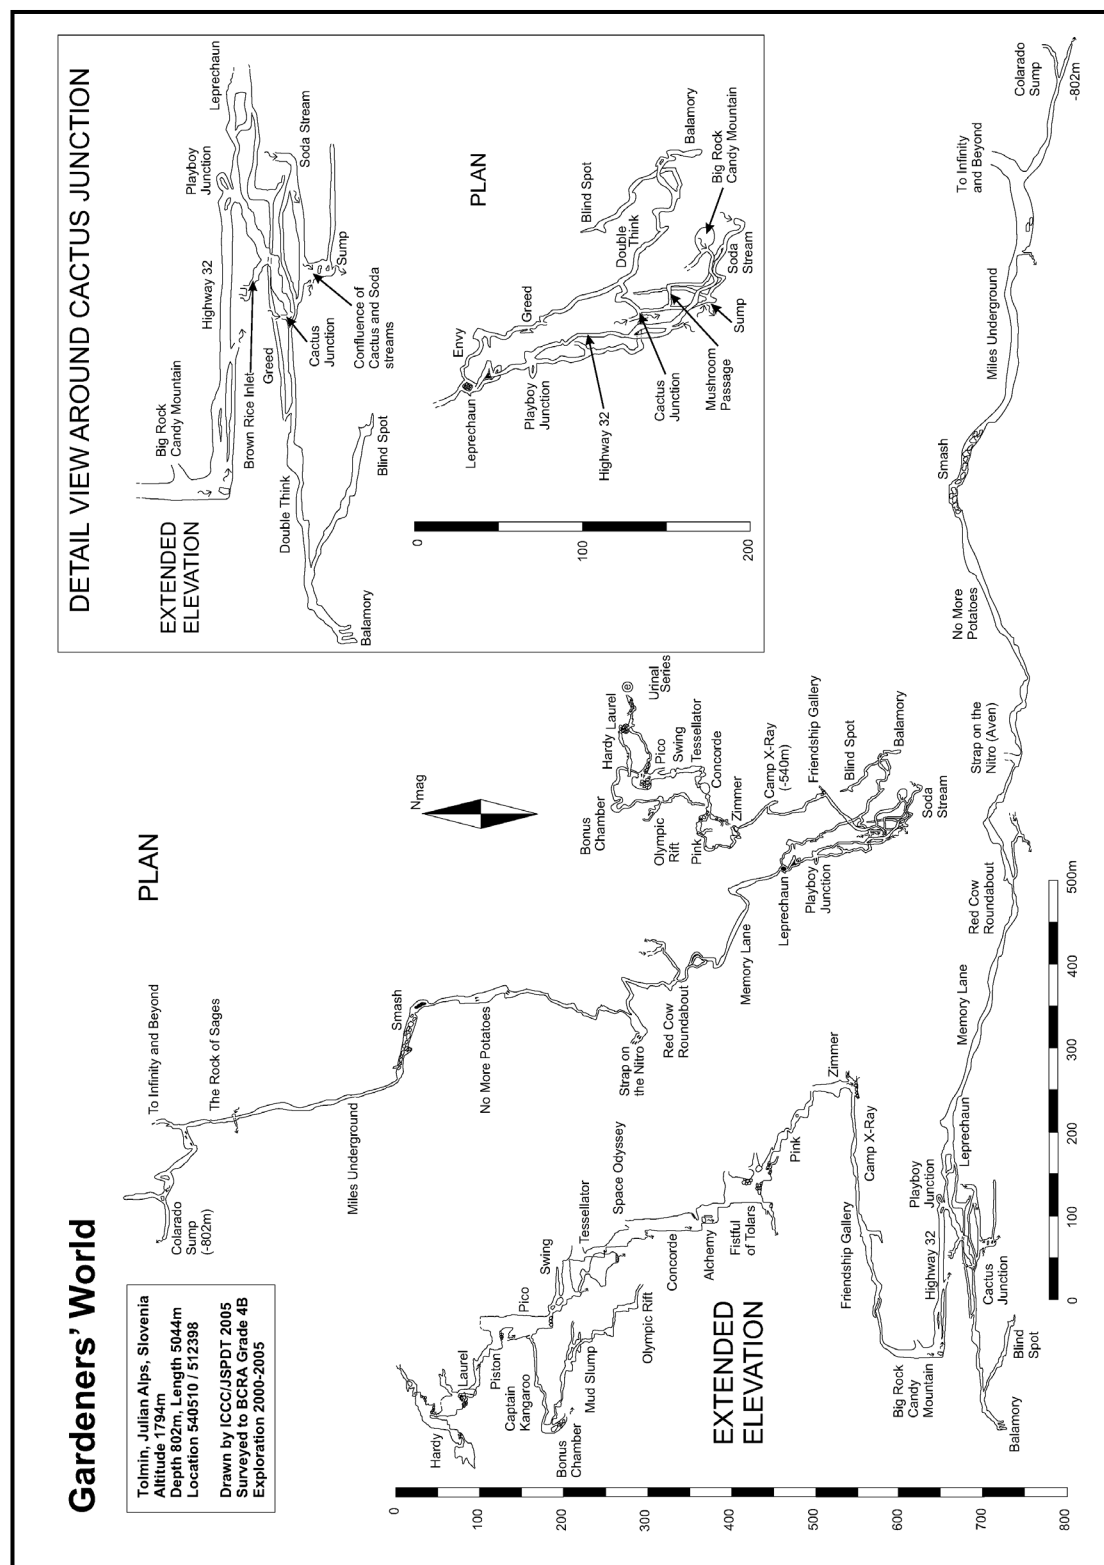 Gardeners' World
Tolmin, Julian Alps, Slovenia
Altitude 1794m
Depth 802m, Length 5044m
Location 540510 / 512398
Drawn by ICCC/JSPDT 2005
Surveyed to BCRA Grade 4B
Exploration 2000-2005
PLAN
To Infinity and Beyond
The Rock of Sages
Colarado
Sump
(-802m)
Miles Underground
Smash
No More Potatoes
Strap on
the Nitro
Red Cow
Roundabout
Memory Lane
Leprechaun
Playboy
Junction
Nmag
Bonus
Chamber
Hardy
Laurel
e
Urinal
Series
Pico
Swing
Tessellator
Concorde
Olympic
Rift
Pink
Zimmer
Camp X-Ray
(-540m)
Friendship Gallery
Blind Spot
Balamory
Soda
Stream
DETAIL VIEW AROUND CACTUS JUNCTION
EXTENDED
ELEVATION
Big Rock
Candy Mountain
Highway 32
Playboy
Junction
Leprechaun
Brown Rice Inlet
Greed
Cactus
Junction
Soda Stream
Sump
Confluence of
Cactus and Soda
streams
Double Think
Blind Spot
Balamory
PLAN
Leprechaun
Envy
Greed
Playboy
Junction
Highway 32
Cactus
Junction
Mushroom
Passage
Sump
Soda
Stream
Double
Think
Blind Spot
Balamory
Big Rock
Candy Mountain
0
100
200
EXTENDED
ELEVATION
Hardy
Laurel
Piston
Pico
Captain
Kangaroo
Bonus
Chamber
Mud Slump
Olympic Rift
Swing
Tessellator
Space Odyssey
Concorde
Alchemy
Fistful
of Tolars
Pink
Zimmer
Camp X-Ray
Friendship Gallery
Big Rock
Candy
Mountain
Highway 32
Playboy
Junction
Leprechaun
Cactus
Junction
Blind
Spot
Balamory
Memory Lane
Red Cow
Roundabout
Strap on the
Nitro (Aven)
No More
Potatoes
Smash
Miles Underground
To Infinity
and Beyond
Colarado
Sump
-802m
0
100
200
300
400
500
600
700
800
0
100
200
300
400
500m